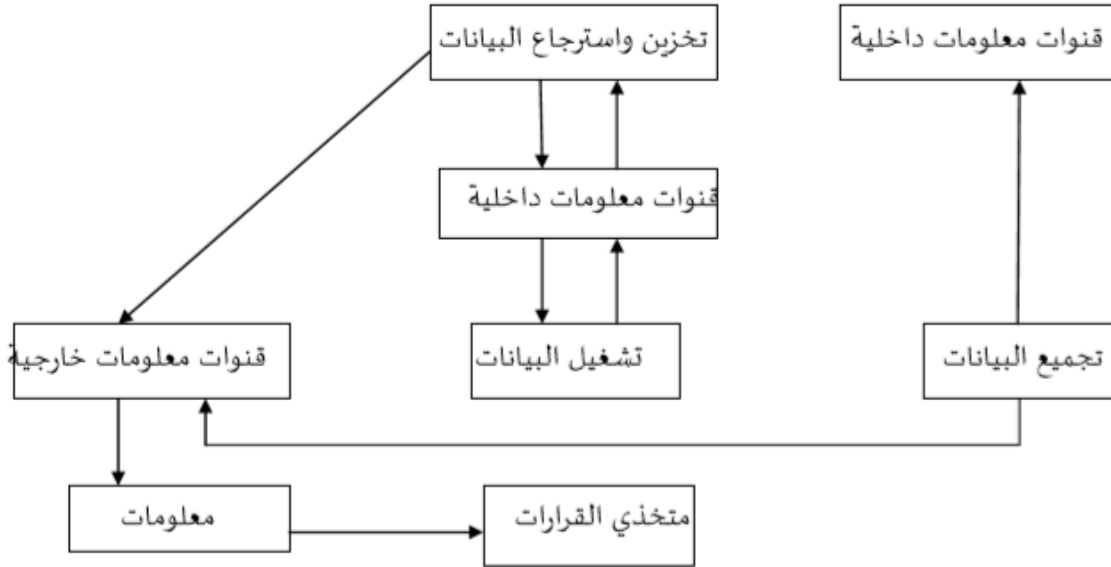 قنوات معلومات داخلية
تخزين واسترجاع البيانات
قنوات معلومات داخلية
تجميع البيانات
تشغيل البيانات
قنوات معلومات خارجية
متخذي القرارات
معلومات